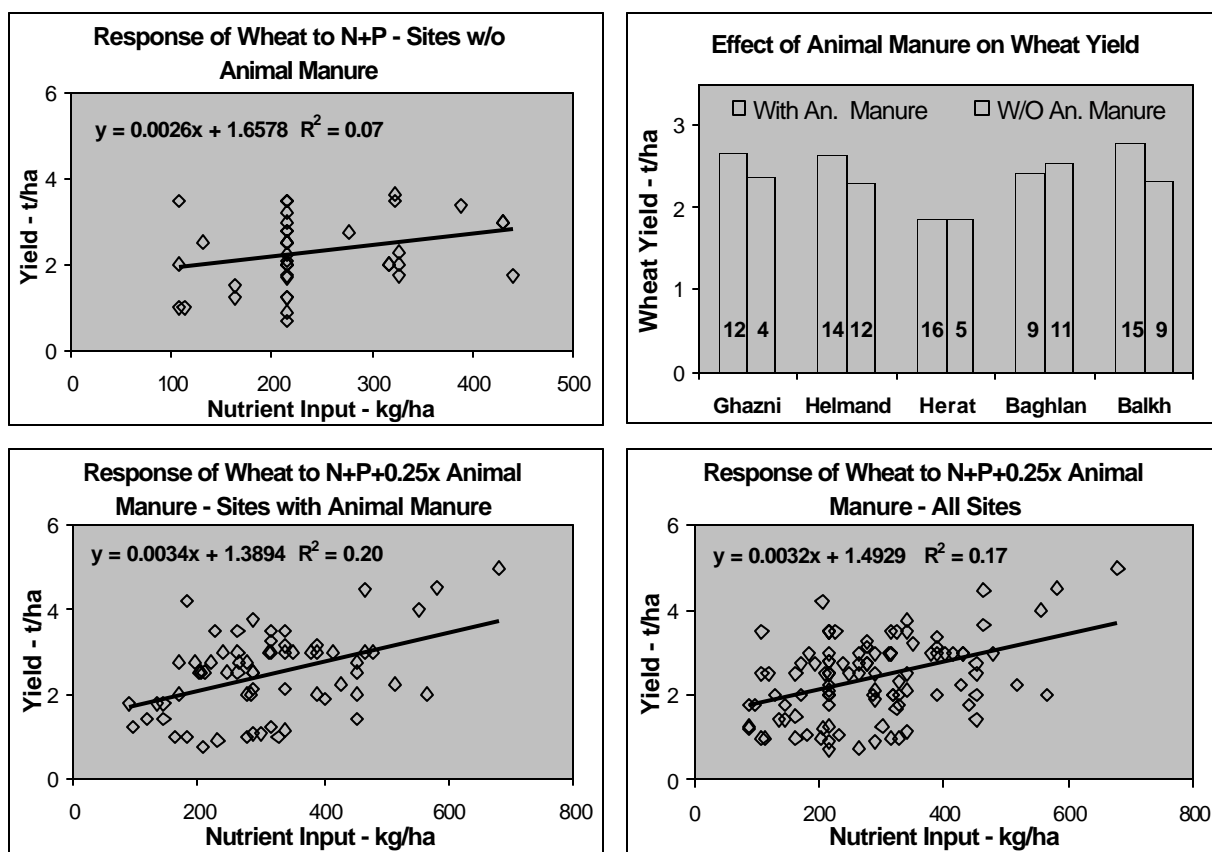 Response of Wheat to N+P - Sites w/o
Animal Manure
y = 0.0026x + 1.6578 R² = 0.07
Yield - t/ha
6
4
2
0
0 100 200 300 400 500
Nutrient Input - kg/ha
Effect of Animal Manure on Wheat Yield
With An. Manure W/O An. Manure
Wheat Yield - t/ha
3
2
1
0
12 4 14 12 16 5 9 11 15 9
Ghazni Helmand Herat Baghlan Balkh
Response of Wheat to N+P+0.25x Animal
Manure - Sites with Animal Manure
y = 0.0034x + 1.3894 R² = 0.20
Yield - t/ha
6
4
2
0
0 200 400 600 800
Nutrient Input - kg/ha
Response of Wheat to N+P+0.25x Animal
Manure - All Sites
y = 0.0032x + 1.4929 R² = 0.17
Yield - t/ha
6
4
2
0
0 200 400 600 800
Nutrient Input - kg/ha